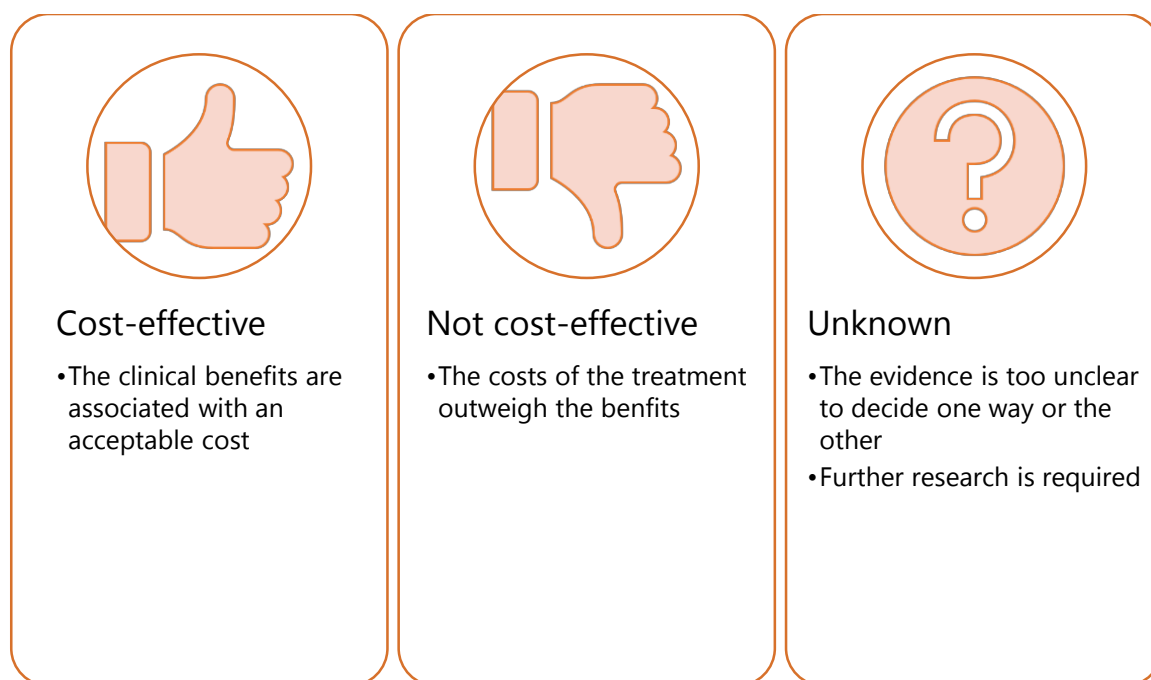 Cost-effective
•The clinical benefits are
associated with an
acceptable cost
Not cost-effective
•The costs of the treatment
outweigh the benfits
Unknown
•The evidence is too unclear
to decide one way or the
other
•Further research is required